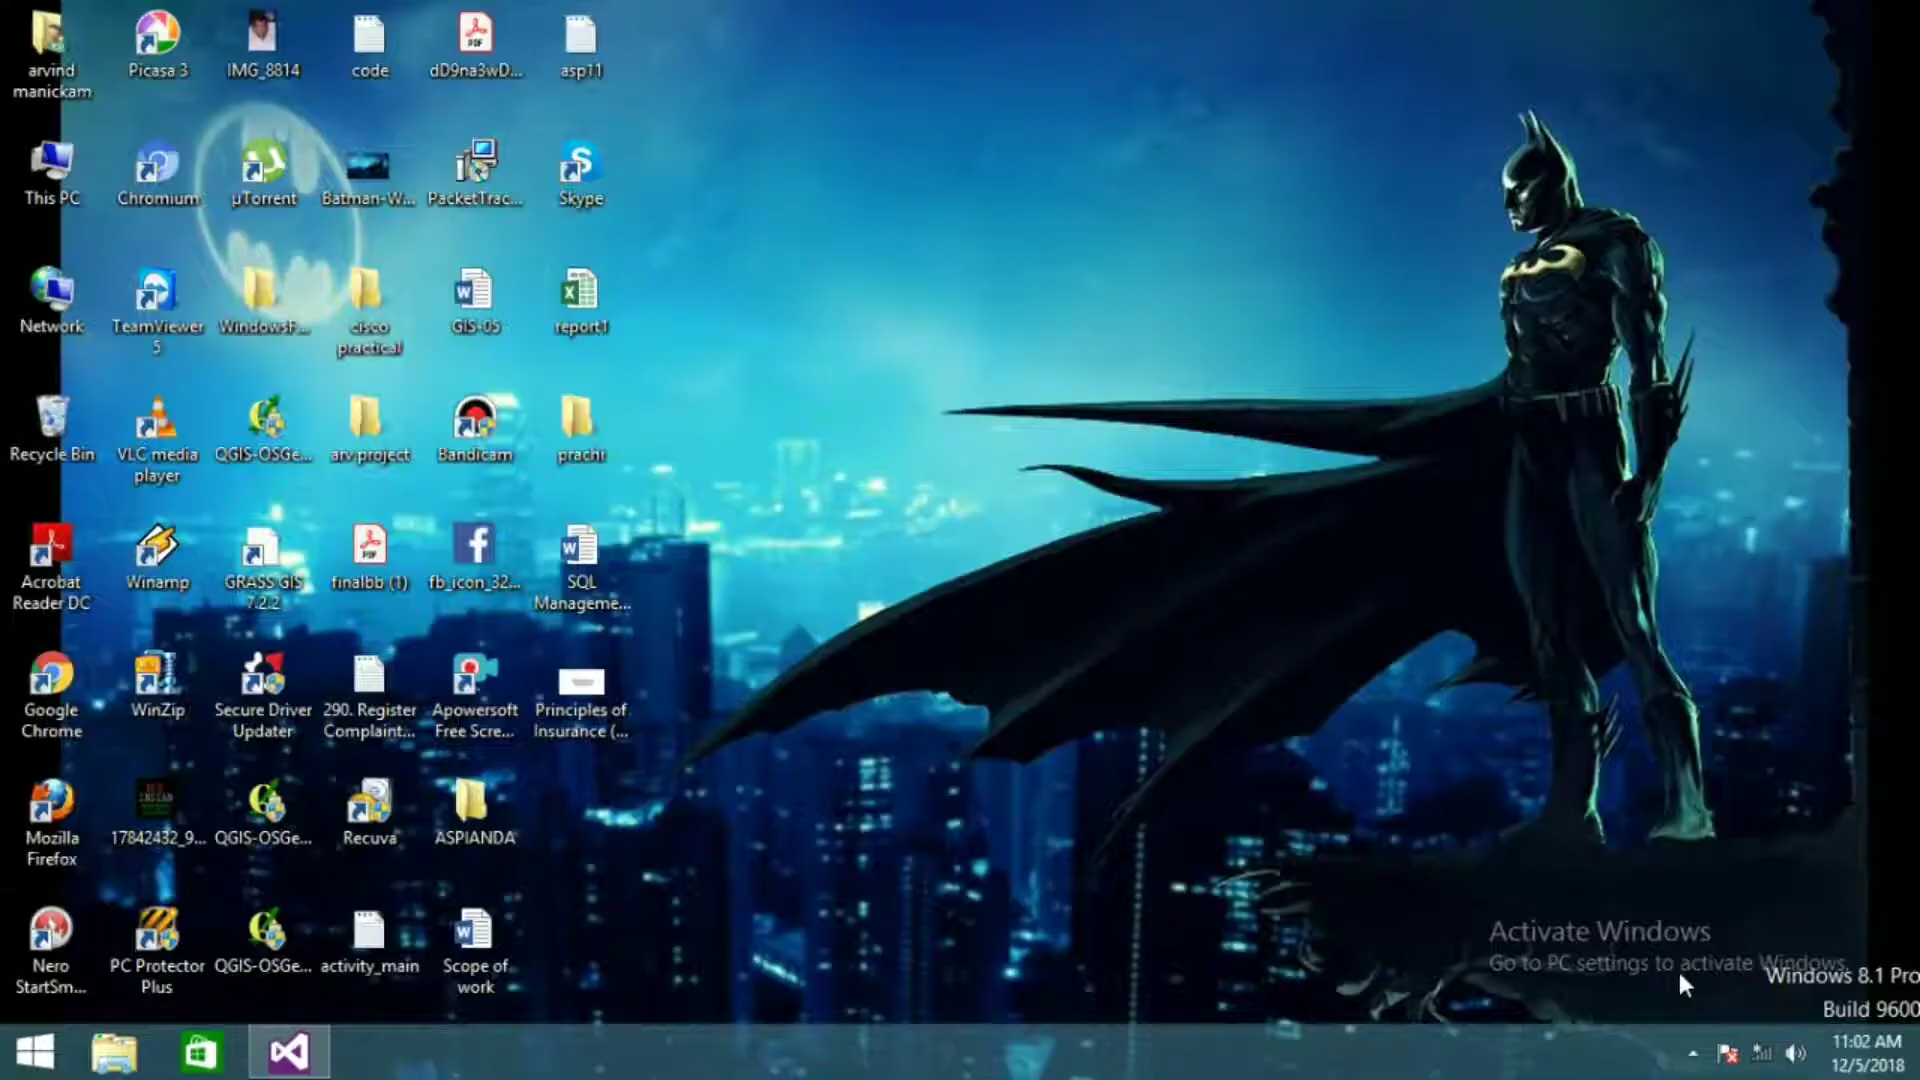 arvind
manickam
Picasa 3
IMG_8814
code
dD9na3wD...
asp11
This PC
Chromium
µTorrent
Batman-W...
PacketTrac...
Skype
Network
TeamViewer
5
WindowsF...
cisco
practical
GIS-05
report1
Recycle Bin
VLC media
player
QGIS-OSGe...
arv project
Bandicam
prachi
Acrobat
Reader DC
Winamp
GRASS GIS
7.2.2
finalbb (1)
fb_icon_32...
SQL
Manageme...
Google
Chrome
WinZip
Secure Driver
Updater
290. Register
Complaint...
Apowersoft
Free Scre...
Principles of
Insurance (...
Mozilla
Firefox
17842432_9...
QGIS-OSGe...
Recuva
ASPIANDA
Nero
StartSm...
PC Protector
Plus
QGIS-OSGe...
activity_main
Scope of
work
Activate Windows
Go to PC settings to activate Windows.
Windows 8.1 Pro
Build 9600
11:02 AM
12/5/2018